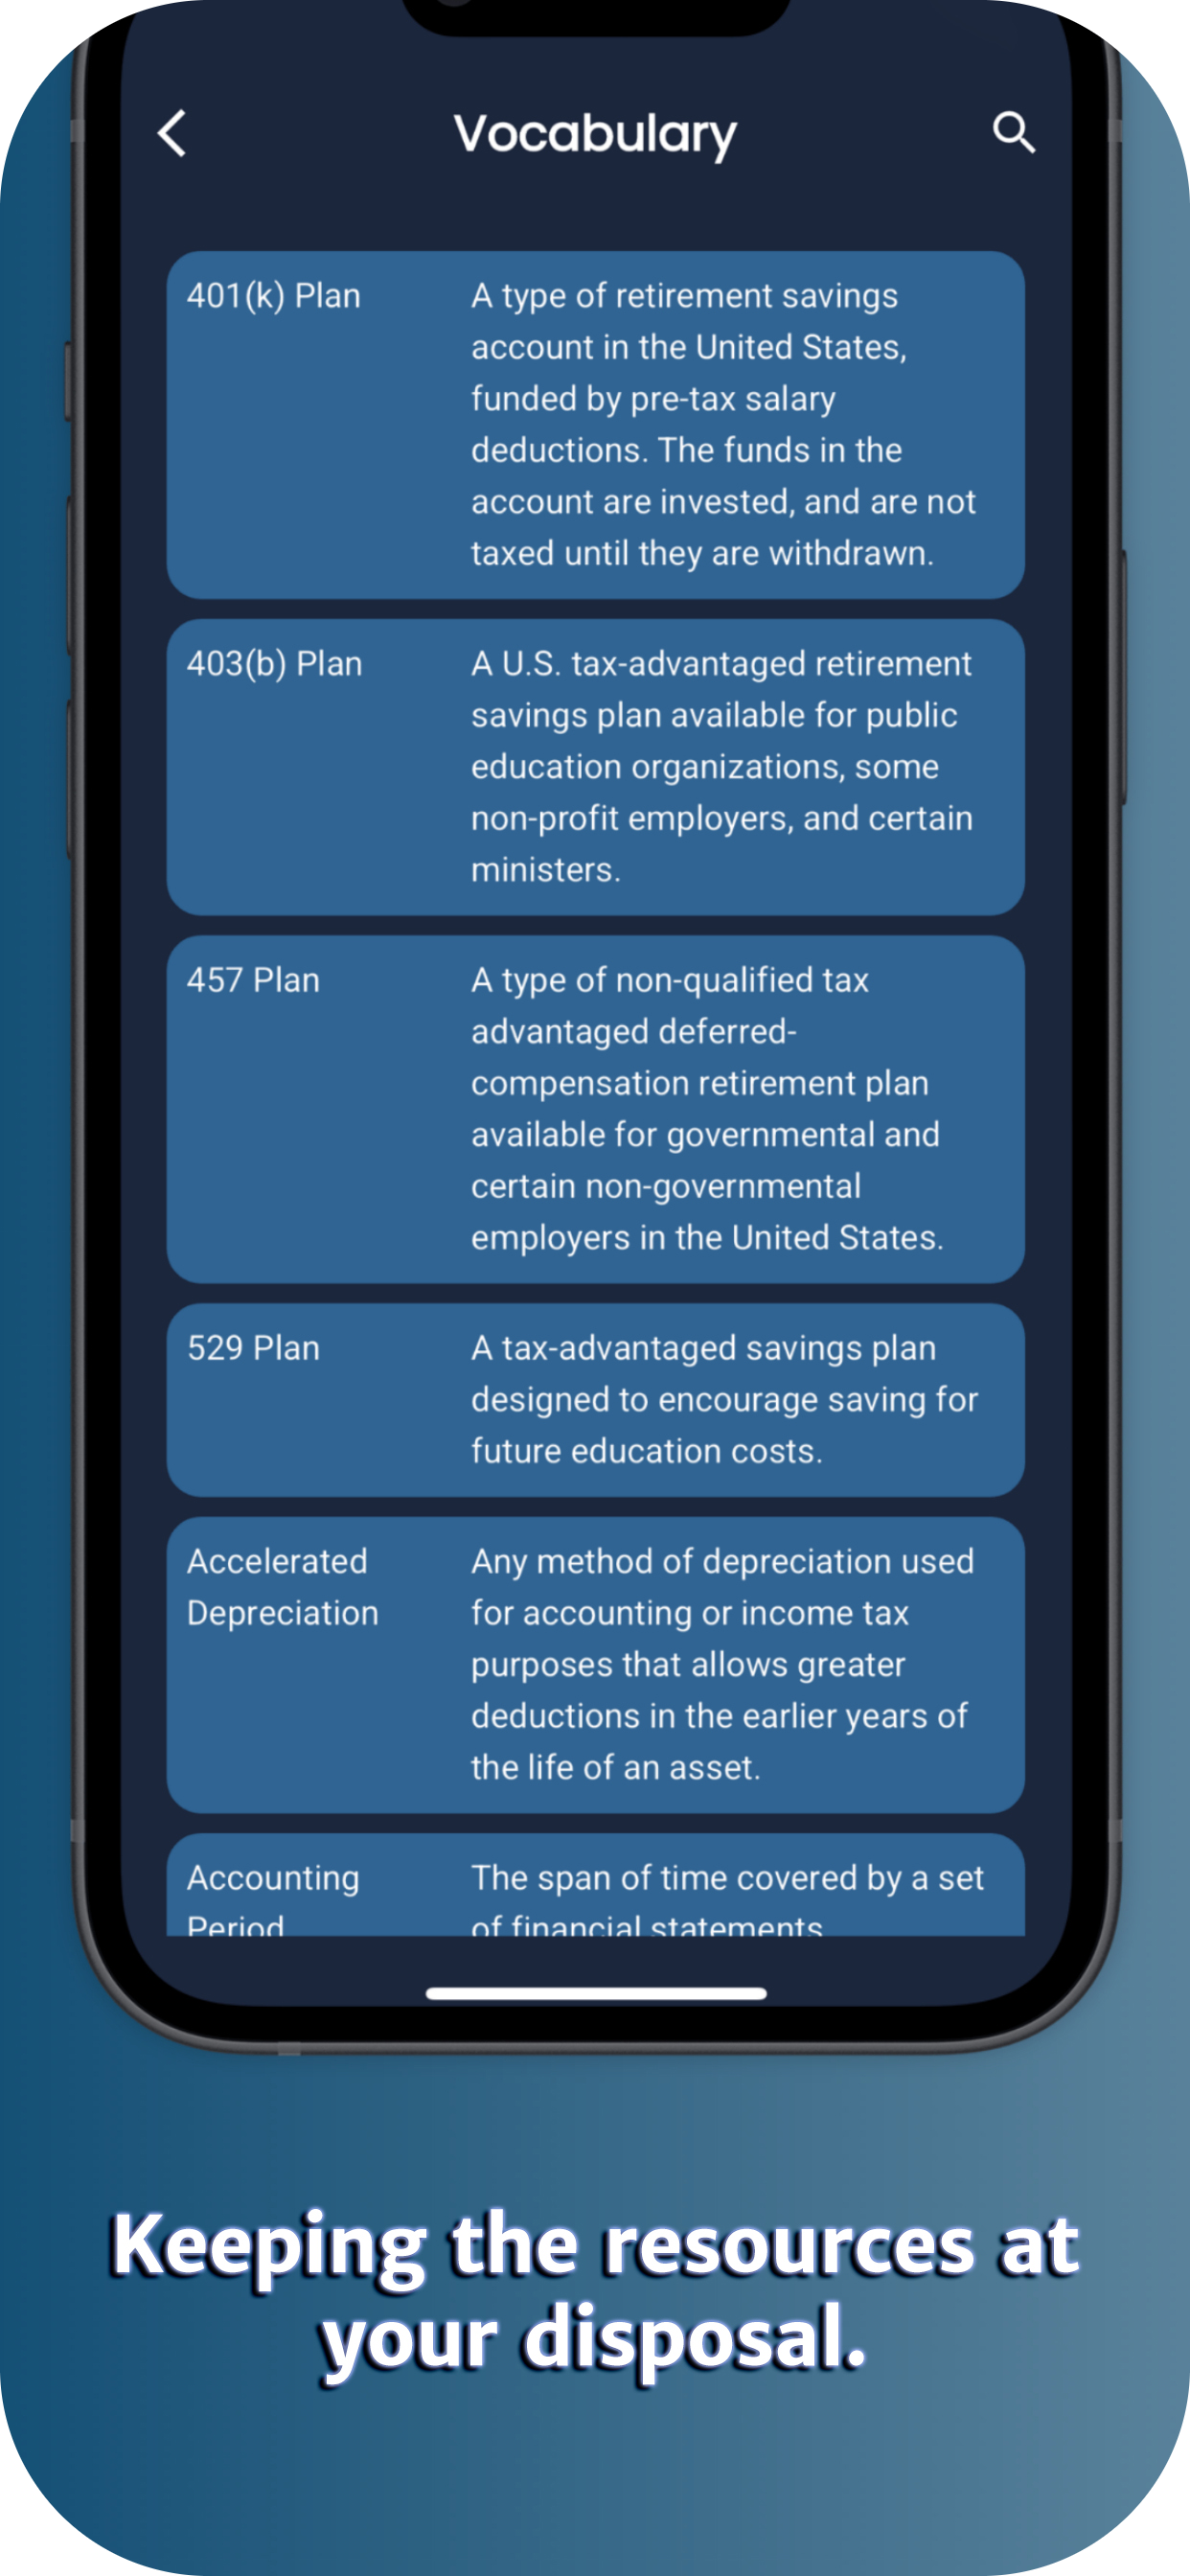 Vocabulary
401(k) Plan
A type of retirement savings
account in the United States,
funded by pre-tax salary
deductions. The funds in the
account are invested, and are not
taxed until they are withdrawn.
403(b) Plan
A U.S. tax-advantaged retirement
savings plan available for public
education organizations, some
non-profit employers, and certain
ministers.
457 Plan
A type of non-qualified tax
advantaged deferred-
compensation retirement plan
available for governmental and
certain non-governmental
employers in the United States.
529 Plan
A tax-advantaged savings plan
designed to encourage saving for
future education costs.
Accelerated
Depreciation
Any method of depreciation used
for accounting or income tax
purposes that allows greater
deductions in the earlier years of
the life of an asset.
Accounting
Period
The span of time covered by a set
of financial statements
Keeping the resources at
your disposal.